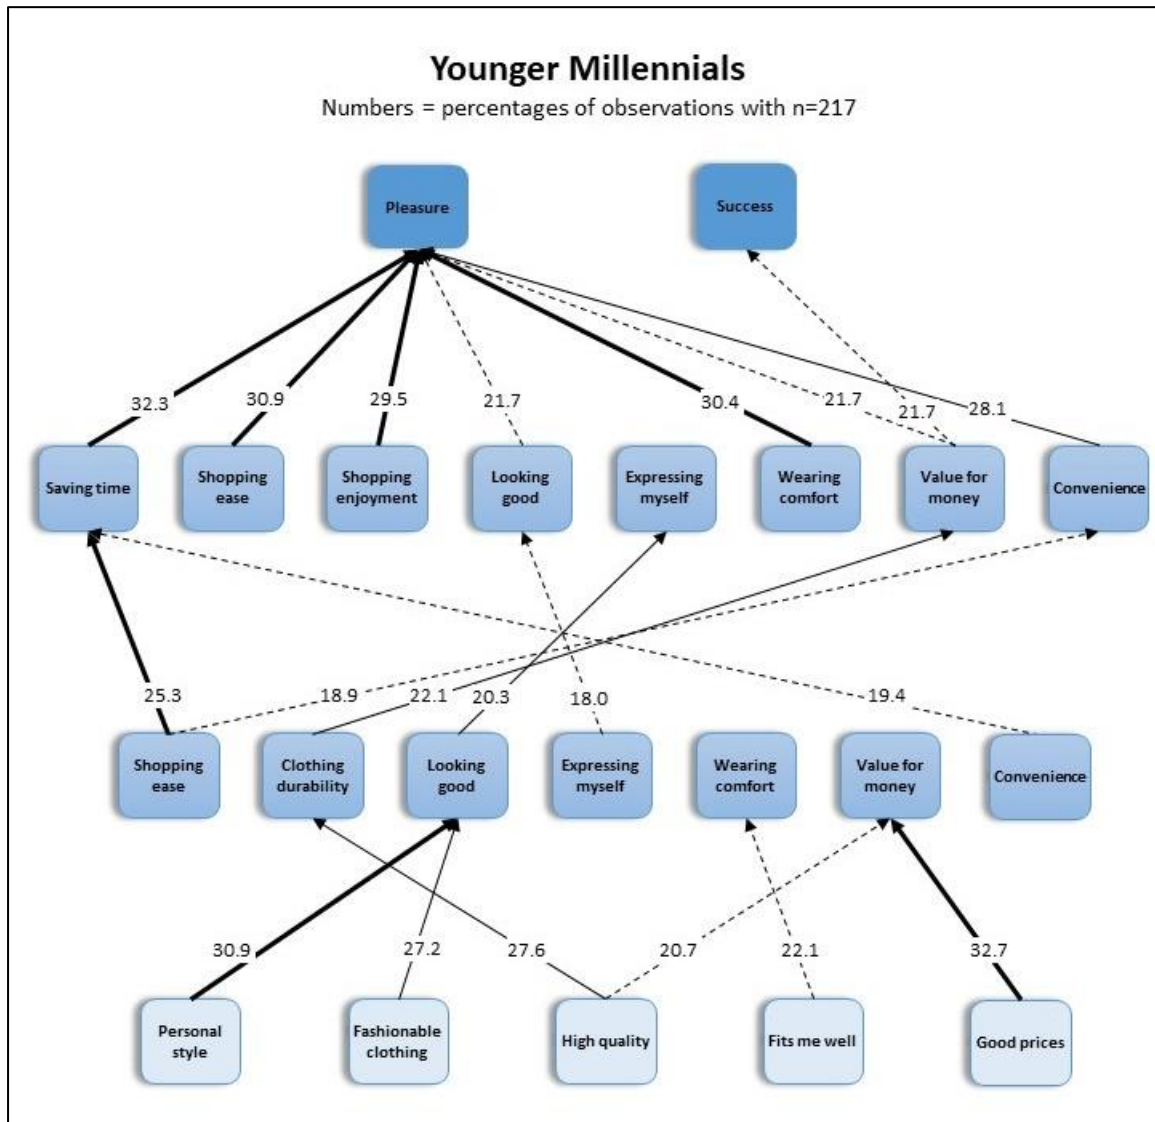 Younger Millennials
Numbers = percentages of observations with n=217
Pleasure
Success
32.3
30.9
29.5
21.7
30.4
21.7
21.7
28.1
Saving time
Shopping
ease
Shopping
enjoyment
Looking
good
Expressing
myself
Wearing
comfort
Value for
money
Convenience
25.3
18.9
22.1
20.3
18.0
19.4
Shopping
ease
Clothing
durability
Looking
good
Expressing
myself
Wearing
comfort
Value for
money
Convenience
30.9
27.2
27.6
20.7
22.1
32.7
Personal
style
Fashionable
clothing
High quality
Fits me well
Good prices